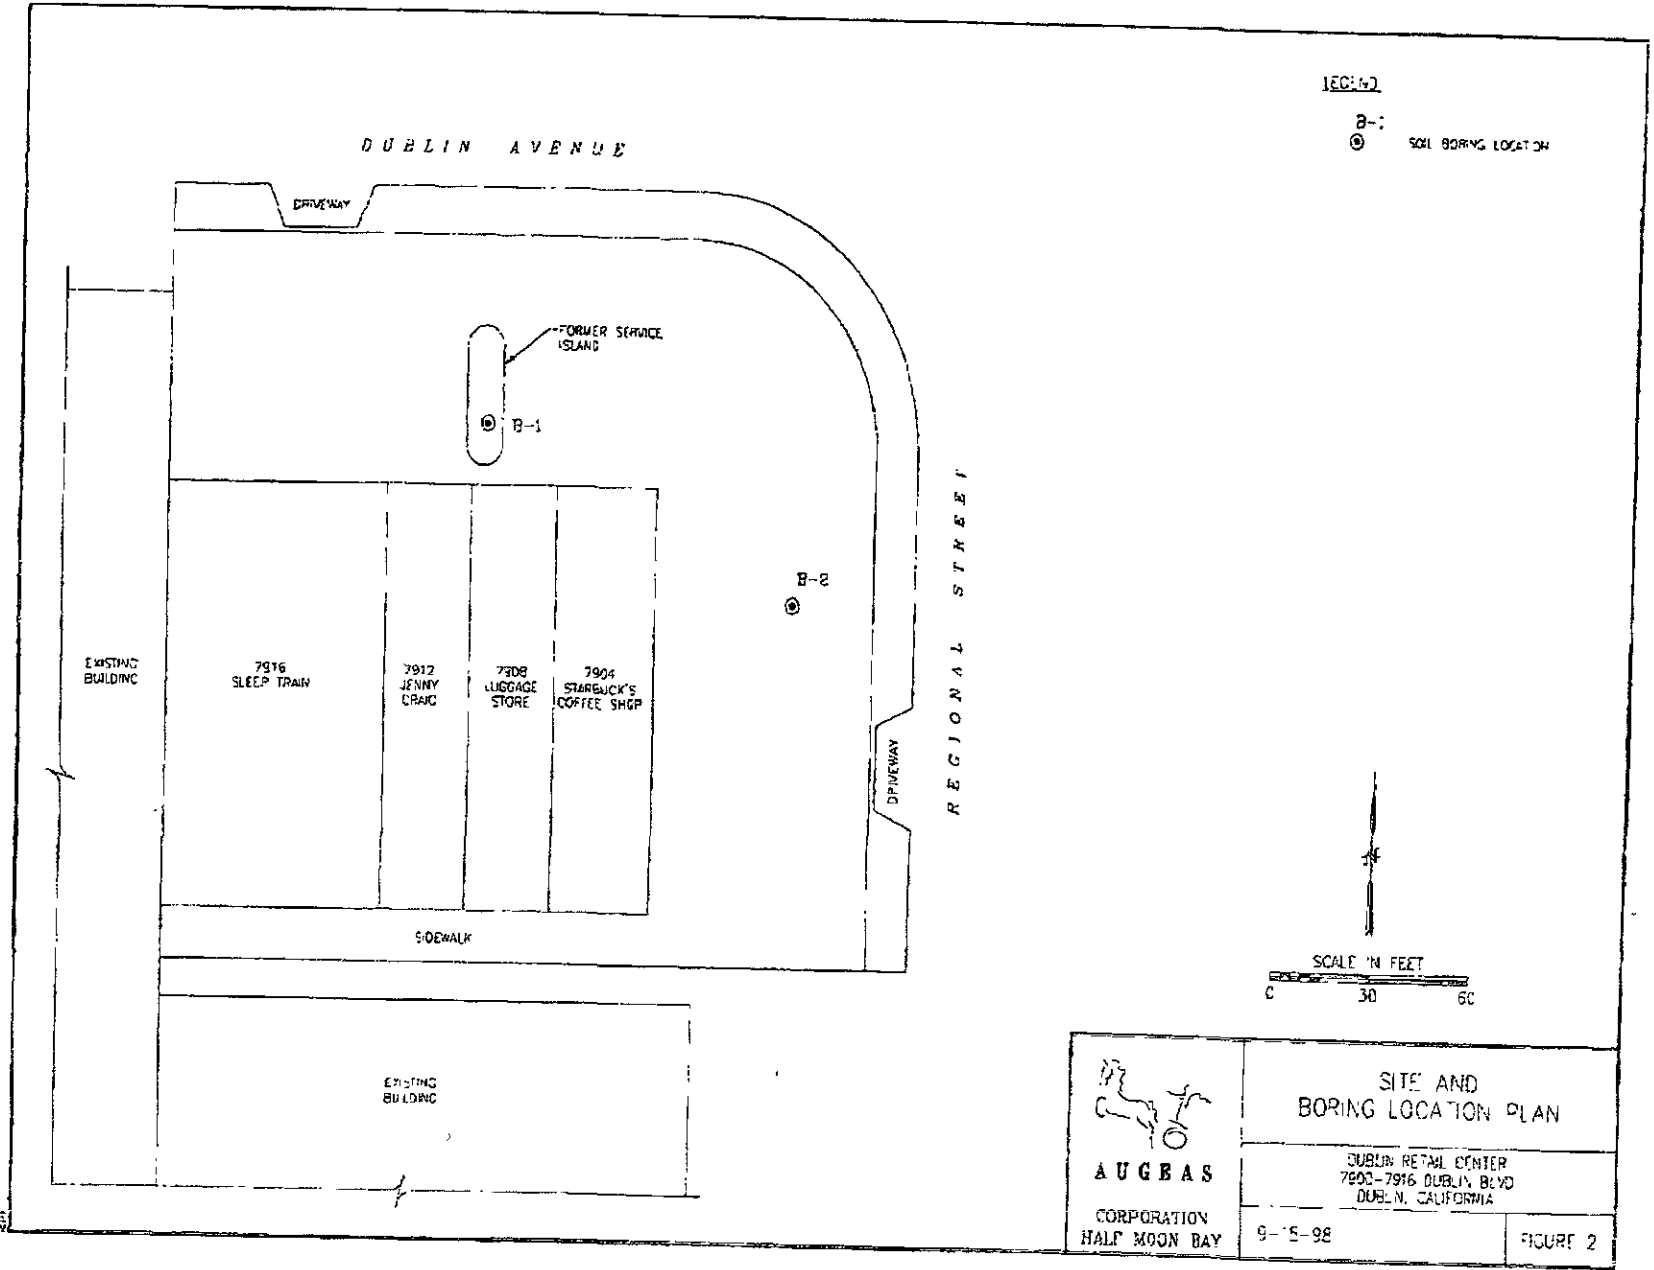 LEGEND
B-1
SOIL BORING LOCATION
DUBLIN AVENUE
DRIVEWAY
FORMER SERVICE
ISLAND
B-1
REGIONAL STREET
B-2
EXISTING
BUILDING
7916
SLEEP TRAIN
7912
JENNY
CRAIG
7908
LUGGAGE
STORE
7904
STARBUCK'S
COFFEE SHOP
DRIVEWAY
SIDEWALK
N
SCALE IN FEET
0 30 60
EXISTING
BUILDING
AUGEAS
CORPORATION
HALF MOON BAY
SITE AND
BORING LOCATION PLAN
DUBLIN RETAIL CENTER
7900-7916 DUBLIN BLVD
DUBLIN, CALIFORNIA
9-15-98
FIGURE 2